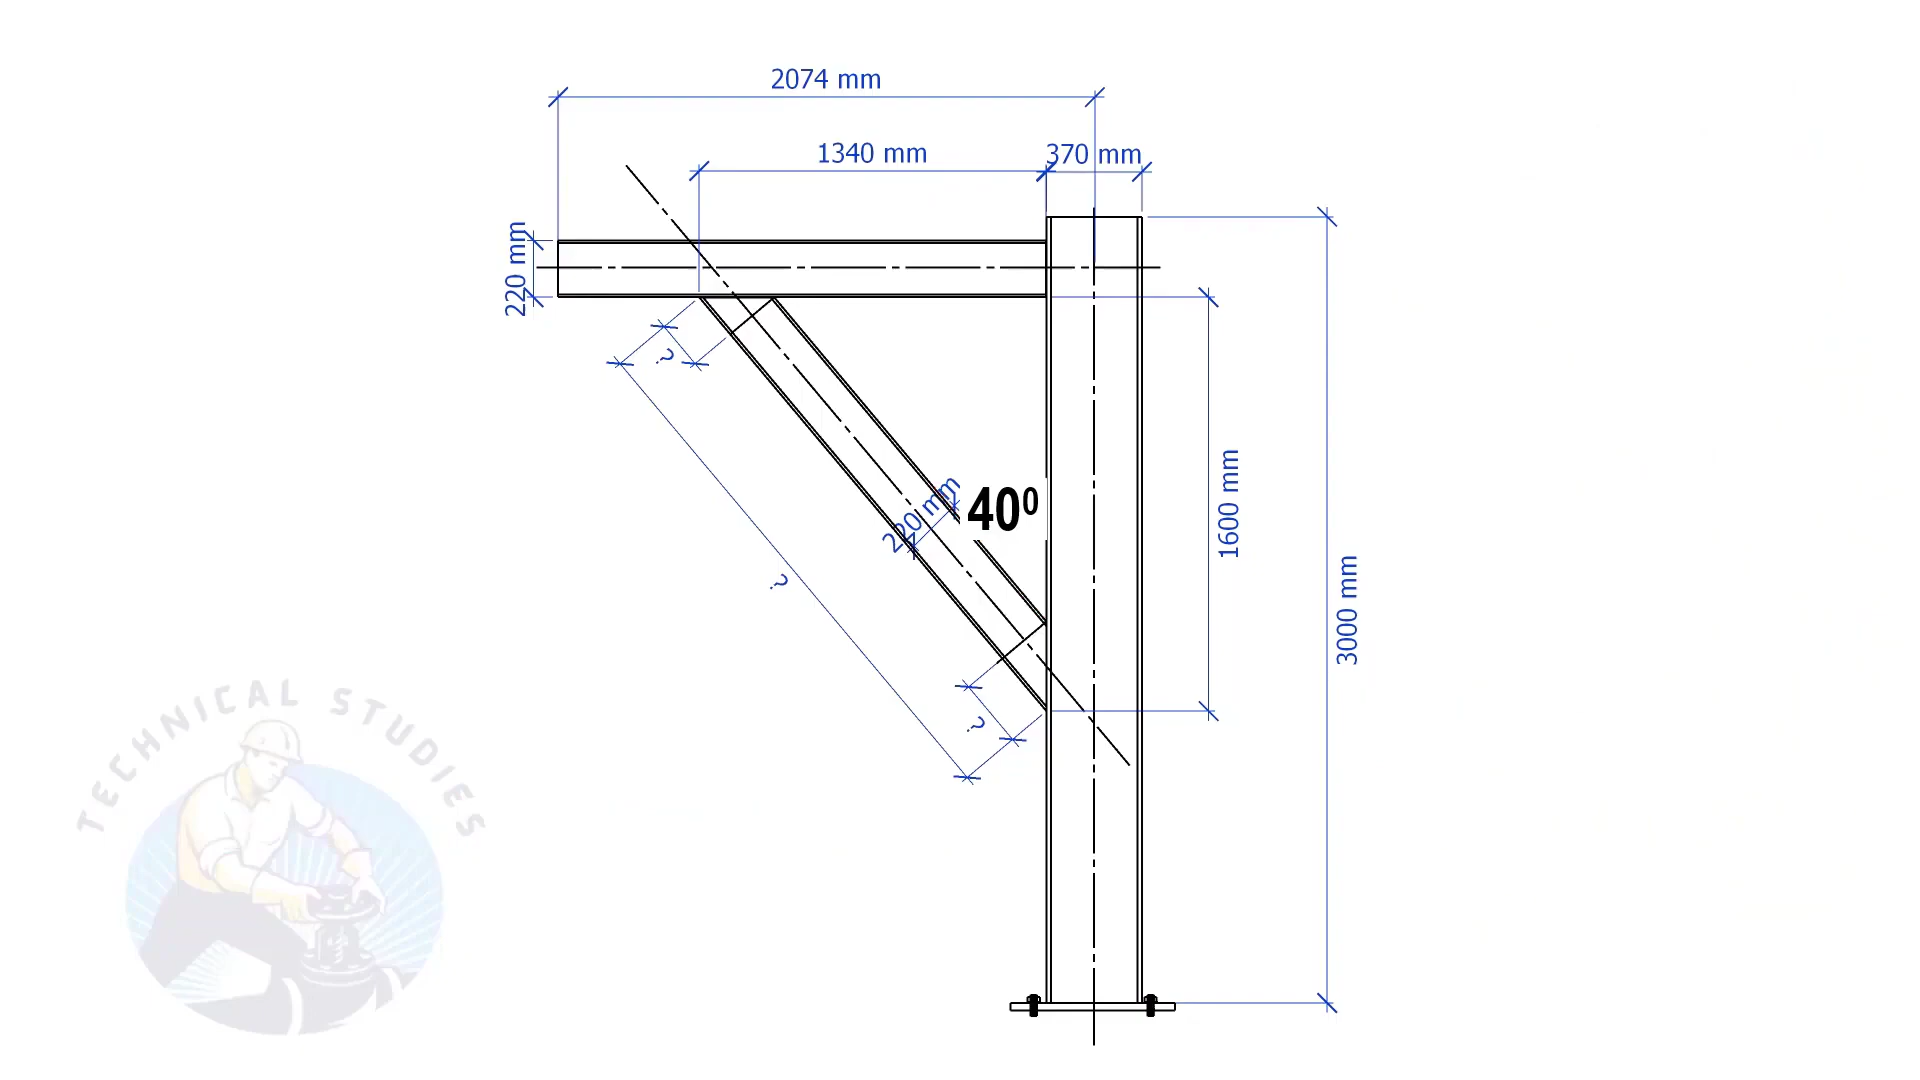 2074 mm
1340 mm
370 mm
220 mm
?
220 mm
40⁰
1600 mm
3000 mm
?
?
TECHNICAL STUDIES